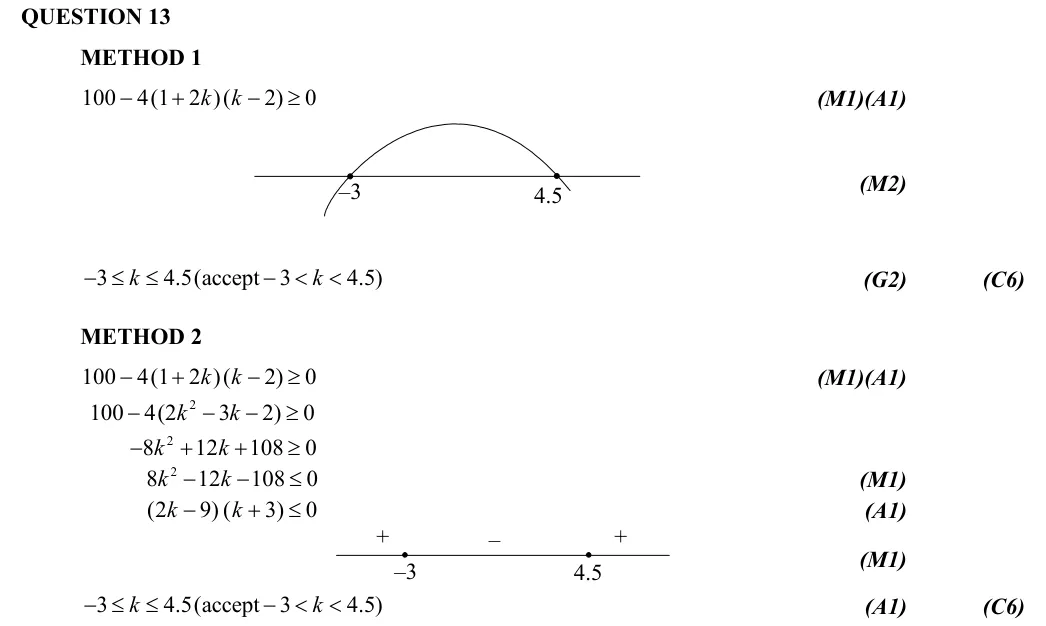 QUESTION 13
METHOD 1
100 − 4(1 + 2k)(k − 2) ≥ 0 (M1)(A1)
–3 4.5 (M2)
−3 ≤ k ≤ 4.5 (accept − 3 < k < 4.5) (G2) (C6)
METHOD 2
100 − 4(1 + 2k)(k − 2) ≥ 0 (M1)(A1)
100 − 4(2k² − 3k − 2) ≥ 0
−8k² + 12k + 108 ≥ 0
8k² − 12k − 108 ≤ 0 (M1)
(2k − 9)(k + 3) ≤ 0 (A1)
+ – +
–3 4.5 (M1)
−3 ≤ k ≤ 4.5 (accept − 3 < k < 4.5) (A1) (C6)